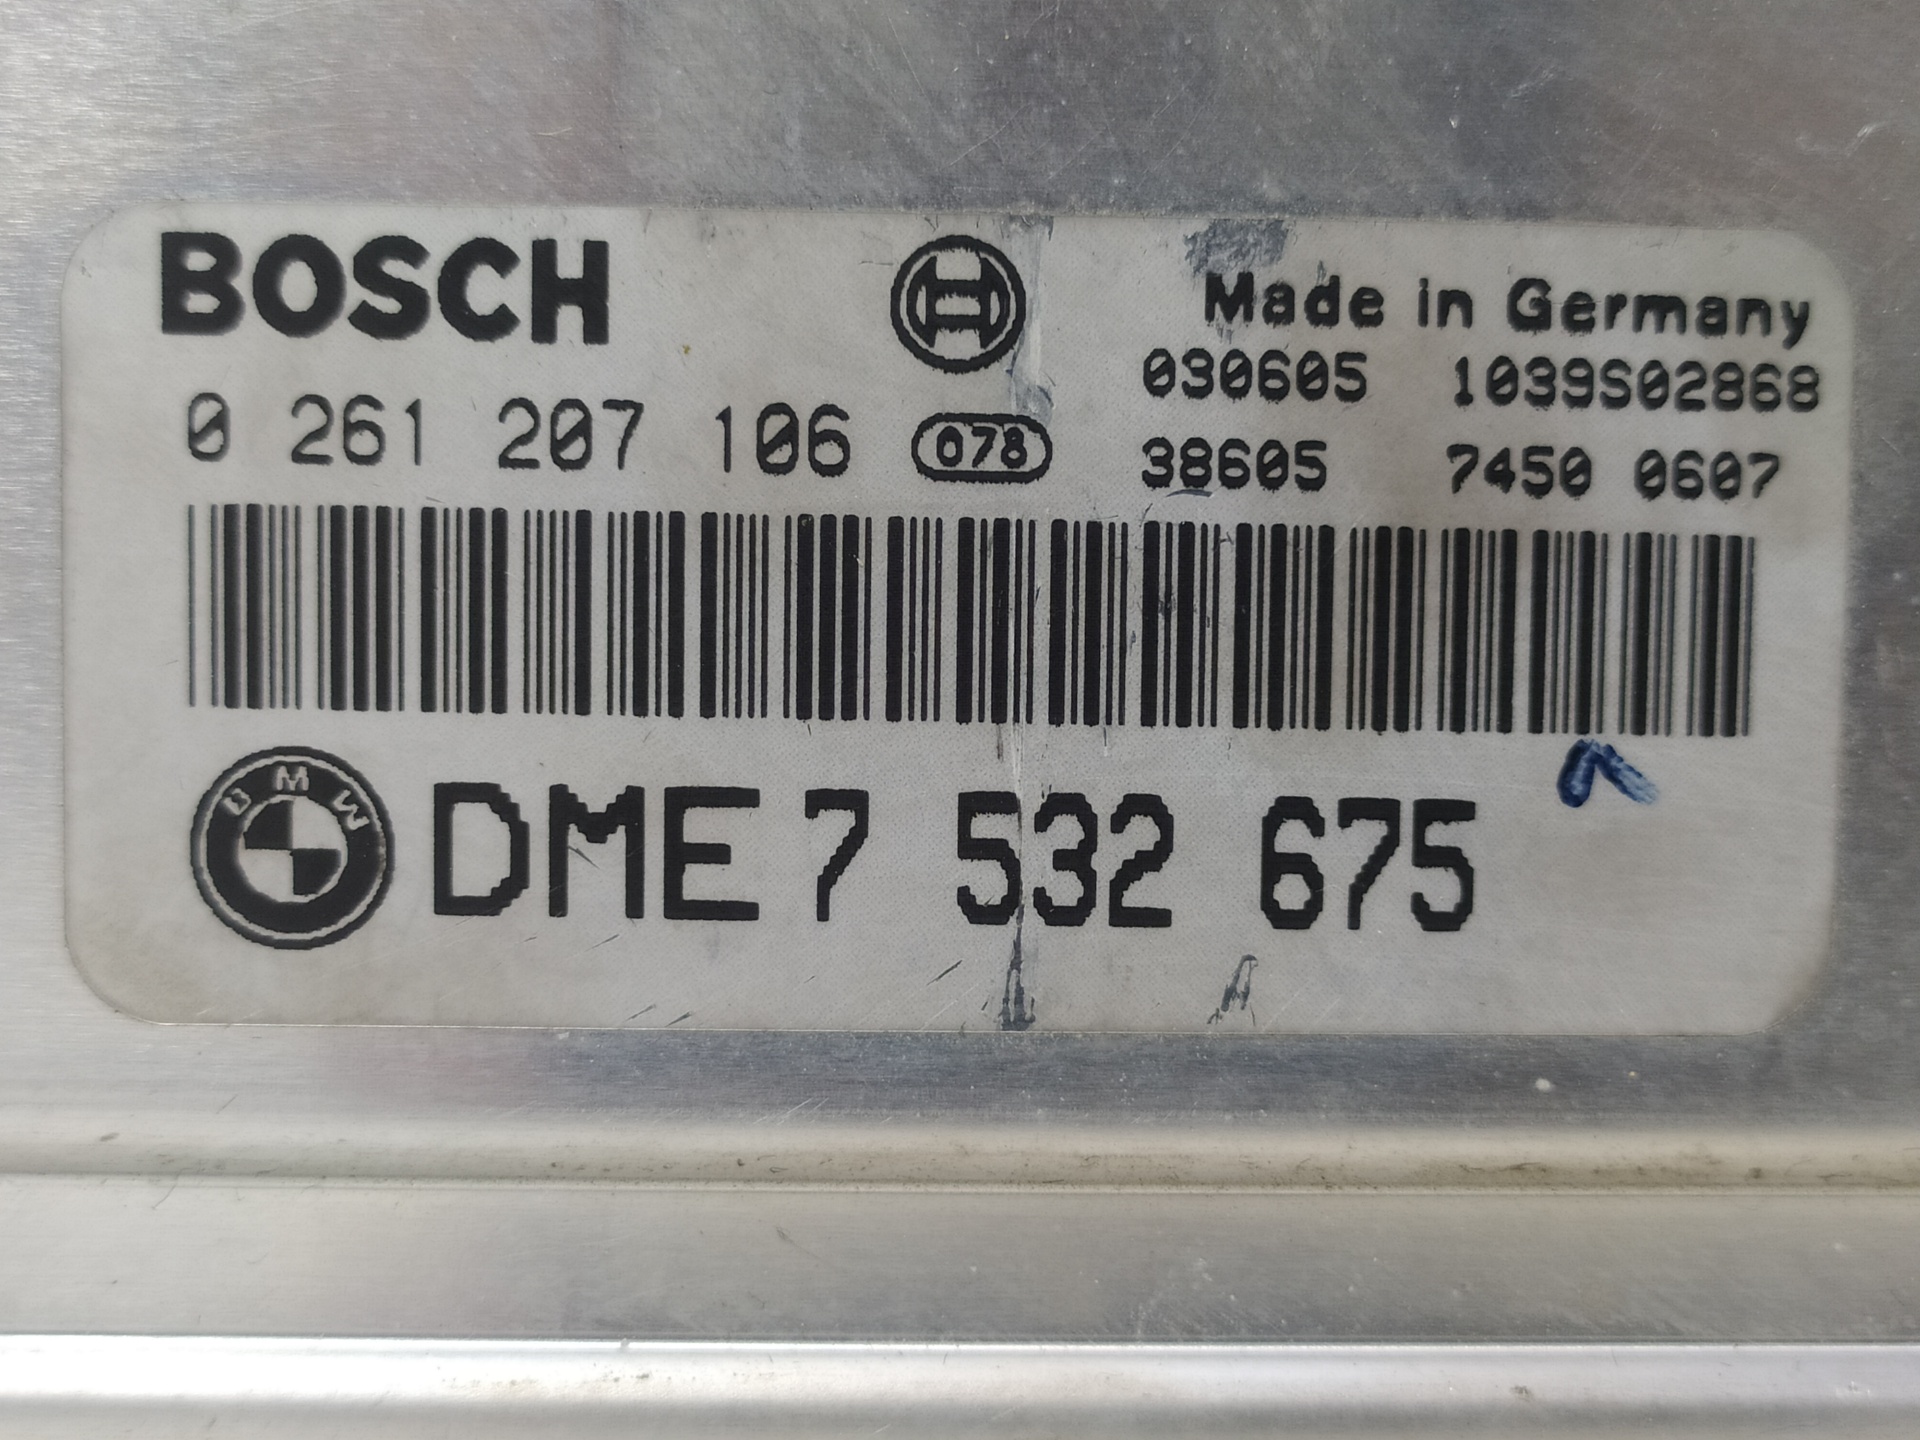 BOSCH
Made in Germany
030605 1039S02868
0 261 207 106 078
38605 7450 0607
BMW
DME 7 532 675